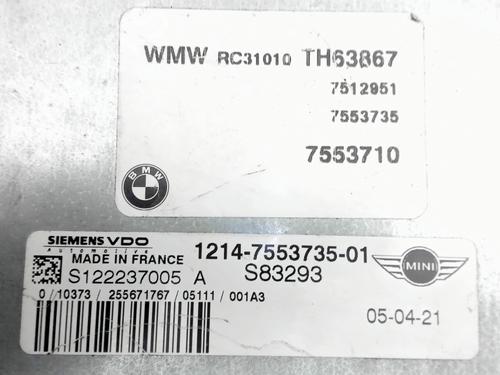 WMW RC31010 TH63867
7512951
7553735
7553710
BMW
SIEMENS VDO
Automotive
MADE IN FRANCE
1214-7553735-01
S122237005 A
S83293
MINI
0 /10373/ 255671767 /05111 / 001A3
05-04-21